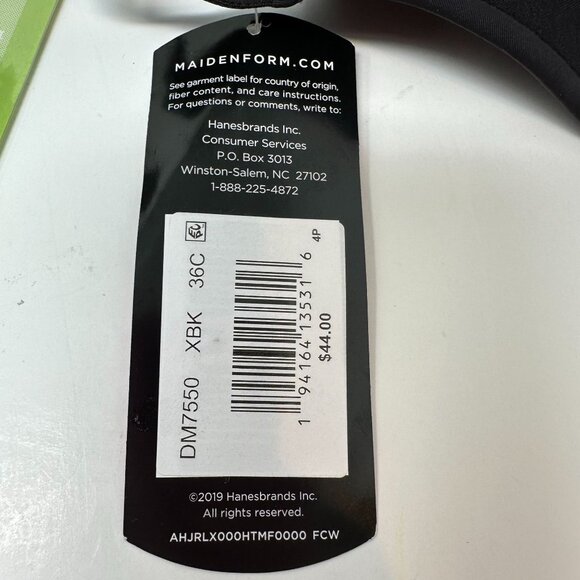 MAIDENFORM.COM
See garment label for country of origin,
fiber content, and care instructions.
For questions or comments, write to:
Hanesbrands Inc.
Consumer Services
P.O. Box 3013
Winston-Salem, NC 27102
1-888-225-4872
DM7550 XBK 36C
1 94164 13531 6
$44.00
4P
©2019 Hanesbrands Inc.
All rights reserved.
AHJRLX000HTMF0000 FCW